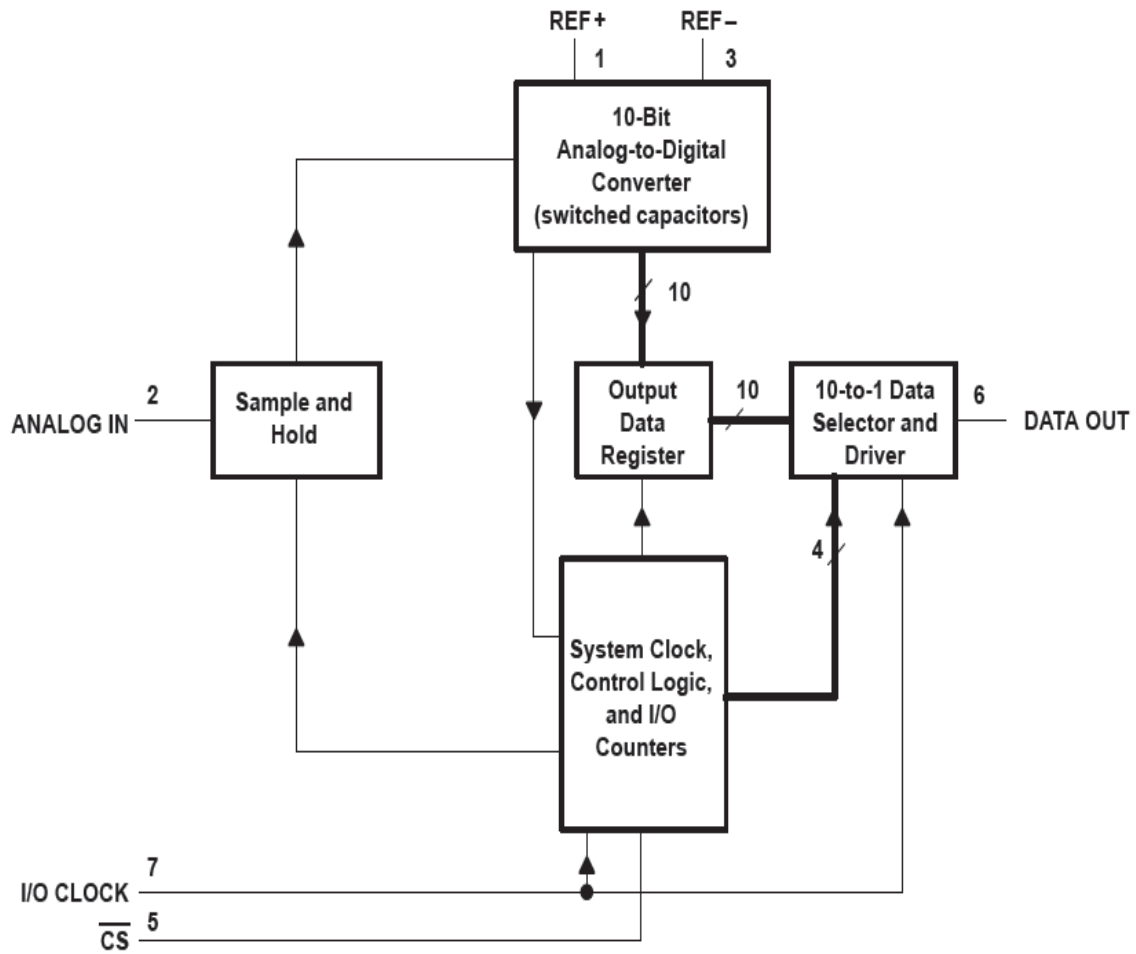 REF+ REF–
1 3
10-Bit
Analog-to-Digital
Converter
(switched capacitors)
10
2
ANALOG IN
Sample and
Hold
Output
Data
Register
10
10-to-1 Data
Selector and
Driver
6
DATA OUT
4
System Clock,
Control Logic,
and I/O
Counters
7
I/O CLOCK
5
C̅S̅